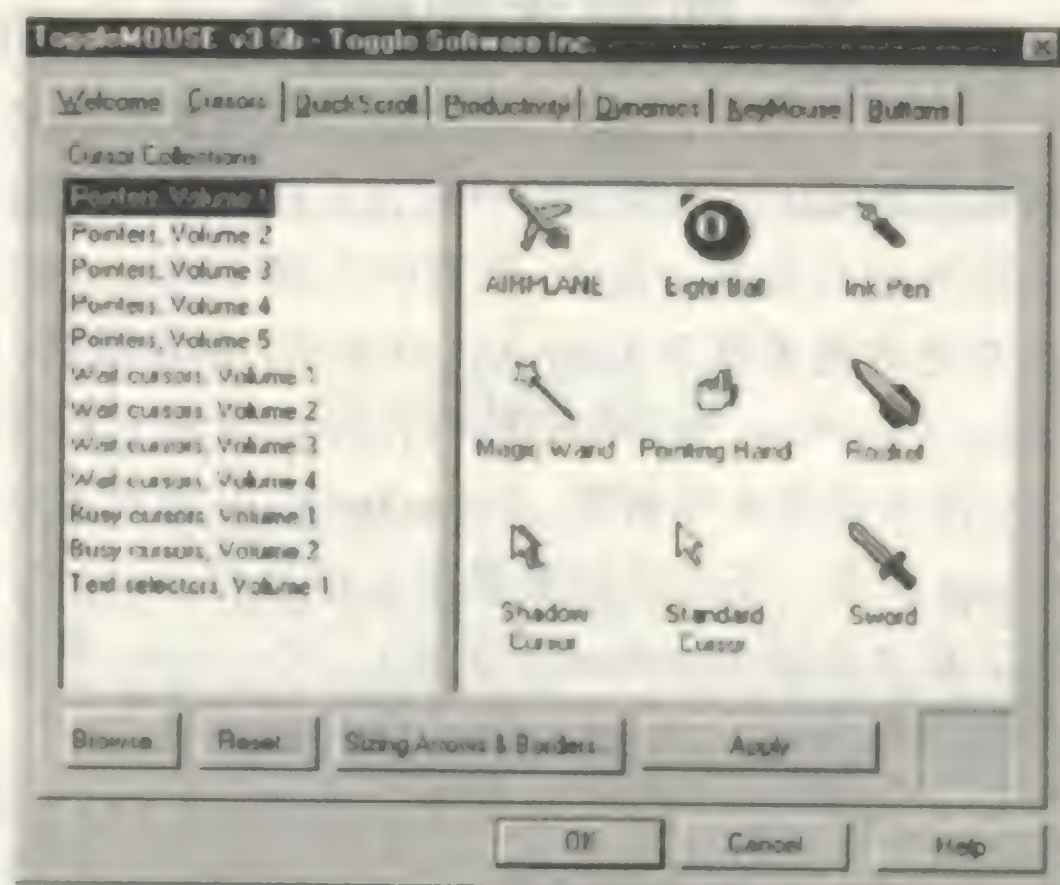 ToggleMOUSE v3.5b - Toggle Software Inc.
Welcome Cursors QuickScroll Productivity Dynamics KeyMouse Buttons
Cursor Collections
Pointers, Volume 1
Pointers, Volume 2
Pointers, Volume 3
Pointers, Volume 4
Pointers, Volume 5
Wait cursors, Volume 1
Wait cursors, Volume 2
Wait cursors, Volume 3
Wait cursors, Volume 4
Busy cursors, Volume 1
Busy cursors, Volume 2
Text selectors, Volume 1
AIRPLANE Eight Ball Ink Pen
Magic Wand Pointing Hand Rocket
Shadow Standard Sword
Cursor Cursor
Browse Reset Sizing Arrows & Borders Apply
OK Cancel Help